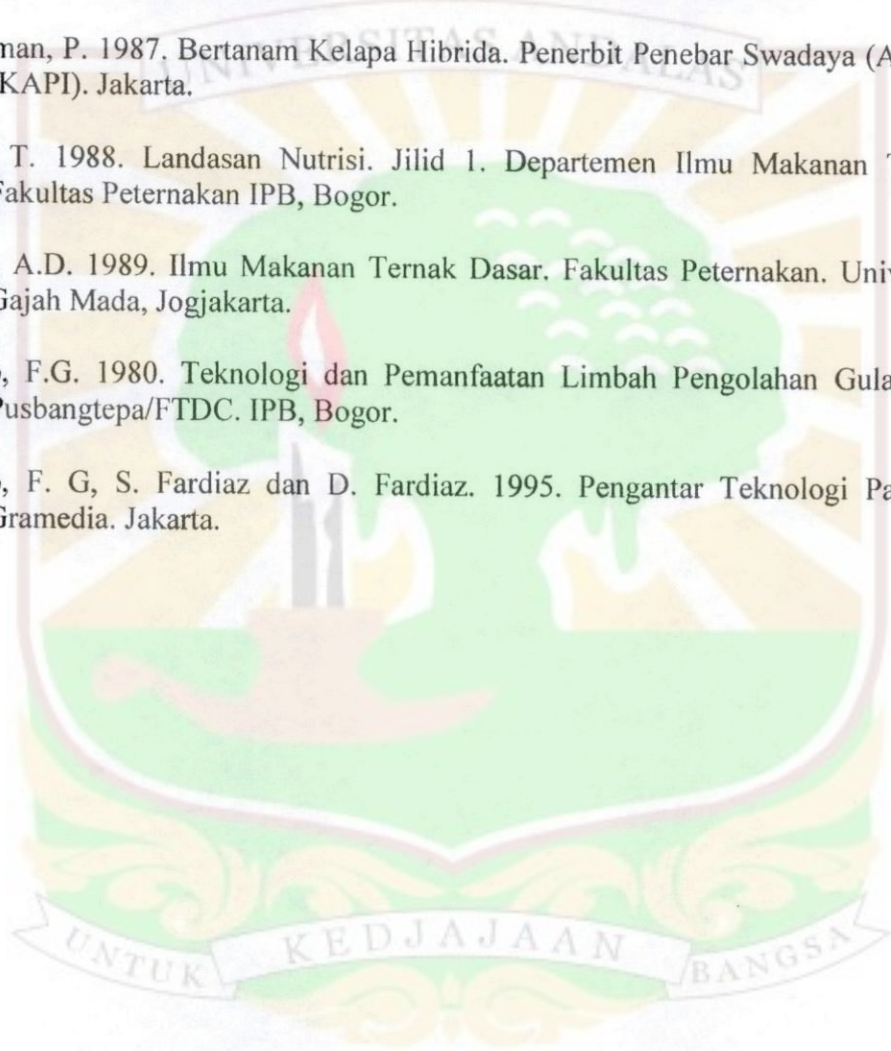 UNIVERSITAS ANDALAS
man, P. 1987. Bertanam Kelapa Hibrida. Penerbit Penebar Swadaya (A
KAPI). Jakarta.
T. 1988. Landasan Nutrisi. Jilid 1. Departemen Ilmu Makanan T
Fakultas Peternakan IPB, Bogor.
A.D. 1989. Ilmu Makanan Ternak Dasar. Fakultas Peternakan. Univ
Gajah Mada, Jogjakarta.
, F.G. 1980. Teknologi dan Pemanfaatan Limbah Pengolahan Gula
Pusbangtepa/FTDC. IPB, Bogor.
, F. G, S. Fardiaz dan D. Fardiaz. 1995. Pengantar Teknologi Pa
Gramedia. Jakarta.
UNTUK KEDJAJAAN BANGSA